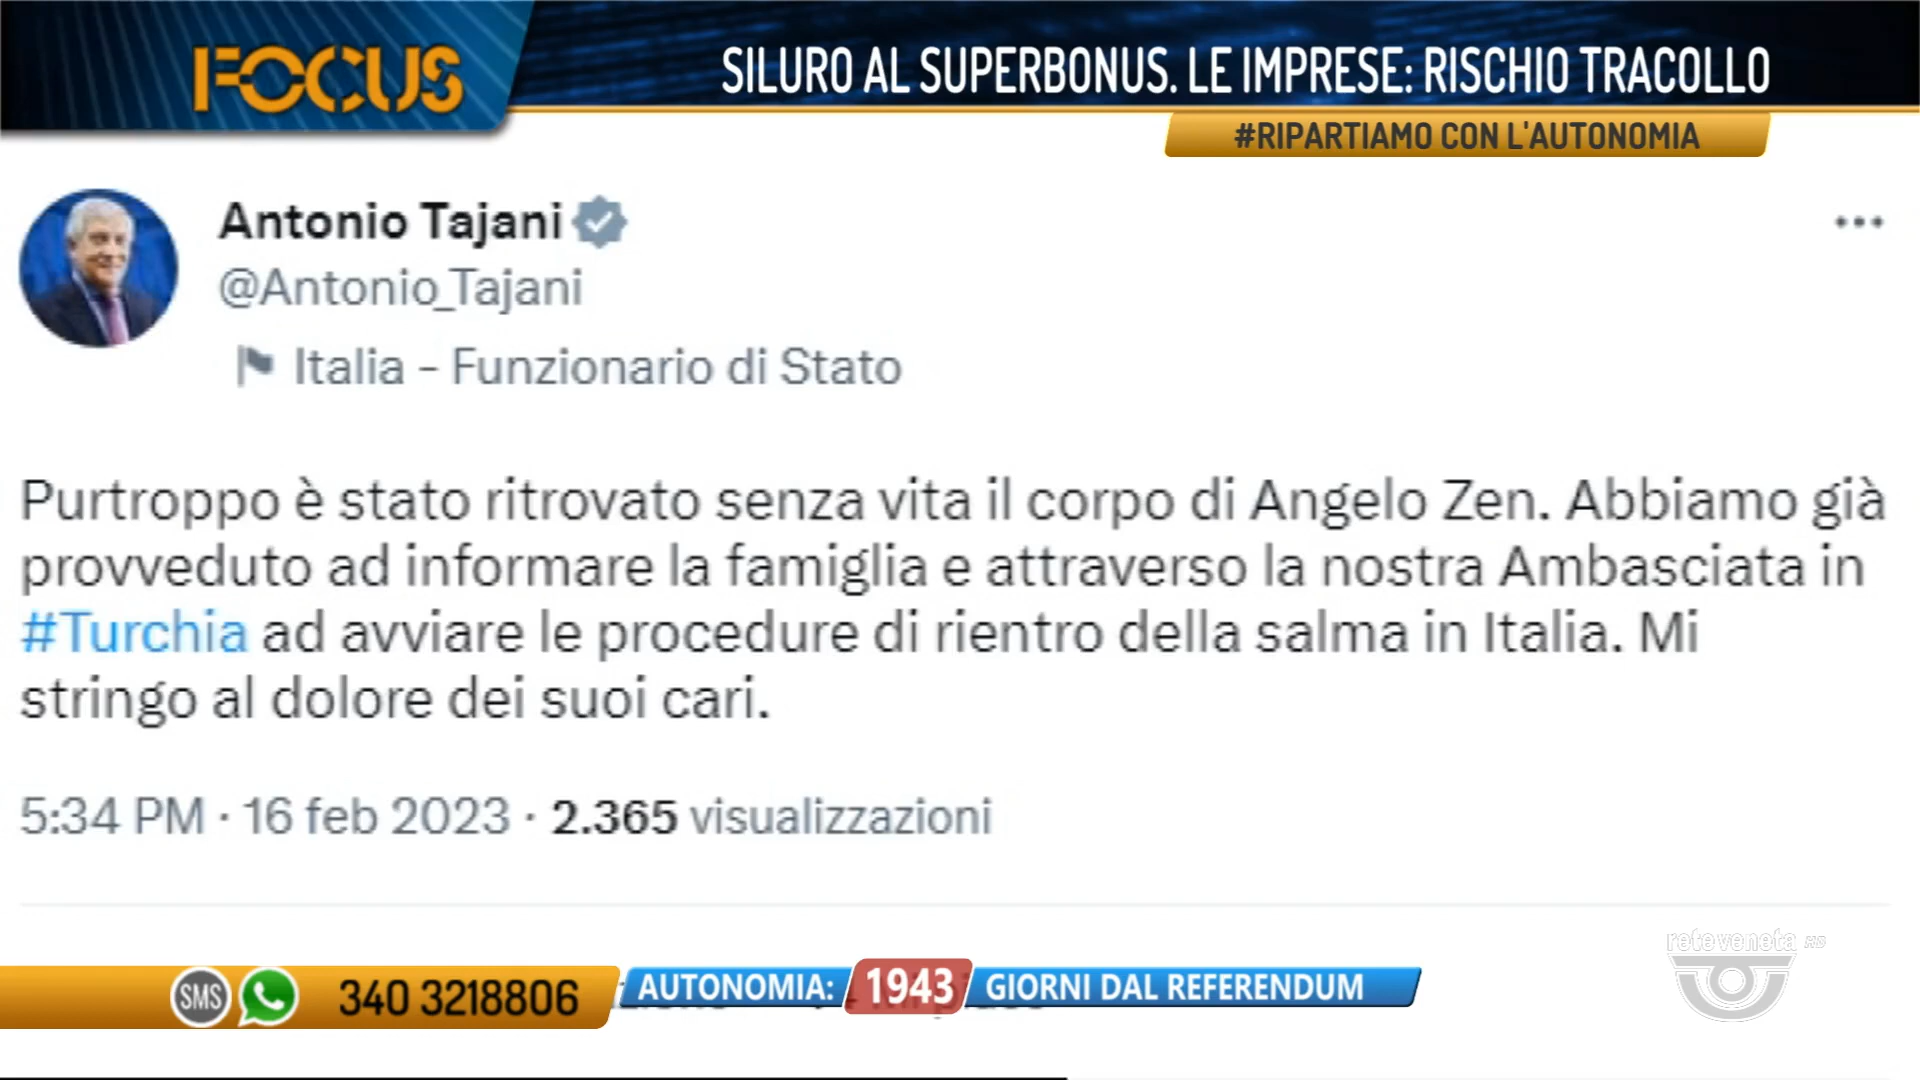 FOCUS
SILURO AL SUPERBONUS. LE IMPRESE: RISCHIO TRACOLLO
#RIPARTIAMO CON L'AUTONOMIA
Antonio Tajani
@Antonio_Tajani
Italia - Funzionario di Stato
Purtroppo è stato ritrovato senza vita il corpo di Angelo Zen. Abbiamo già
provveduto ad informare la famiglia e attraverso la nostra Ambasciata in
#Turchia ad avviare le procedure di rientro della salma in Italia. Mi
stringo al dolore dei suoi cari.
5:34 PM · 16 feb 2023 · 2.365 visualizzazioni
reteveneta HD
SMS 340 3218806
AUTONOMIA: 1943 GIORNI DAL REFERENDUM